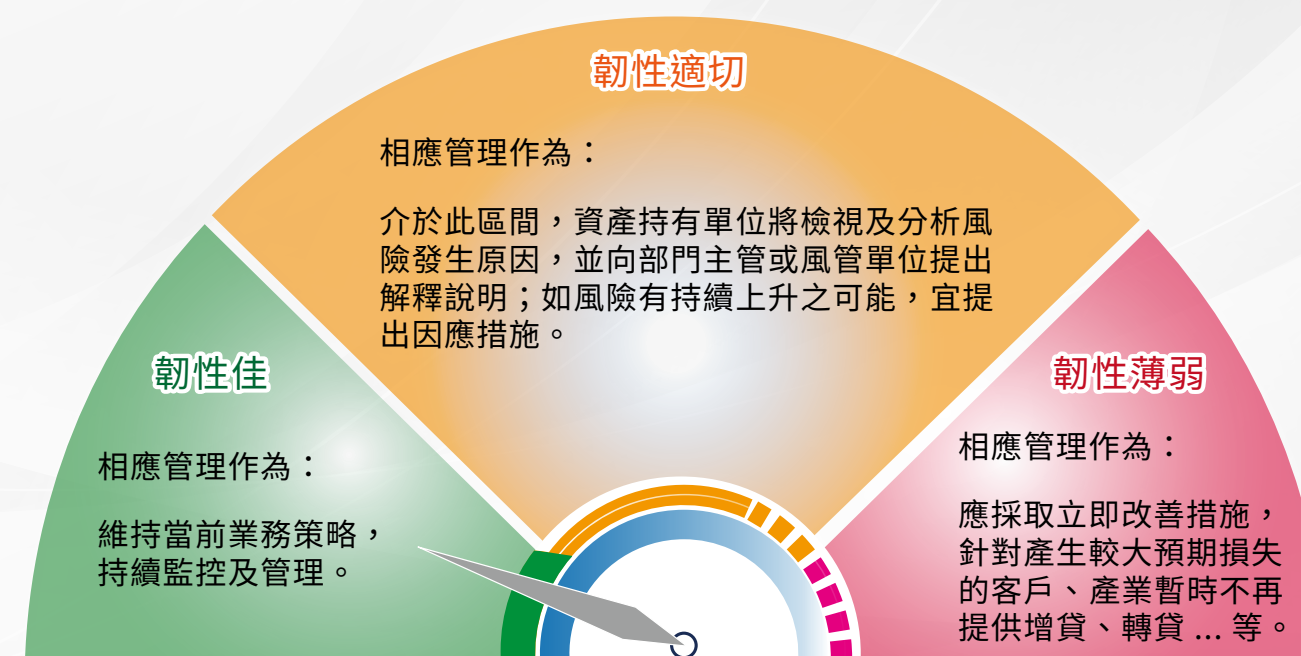 韌性適切
相應管理作為：
介於此區間，資產持有單位將檢視及分析風
險發生原因，並向部門主管或風管單位提出
解釋說明；如風險有持續上升之可能，宜提
出因應措施。
韌性佳
相應管理作為：
維持當前業務策略，
持續監控及管理。
韌性薄弱
相應管理作為：
應採取立即改善措施，
針對產生較大預期損失
的客戶、產業暫時不再
提供增貸、轉貸 ... 等。